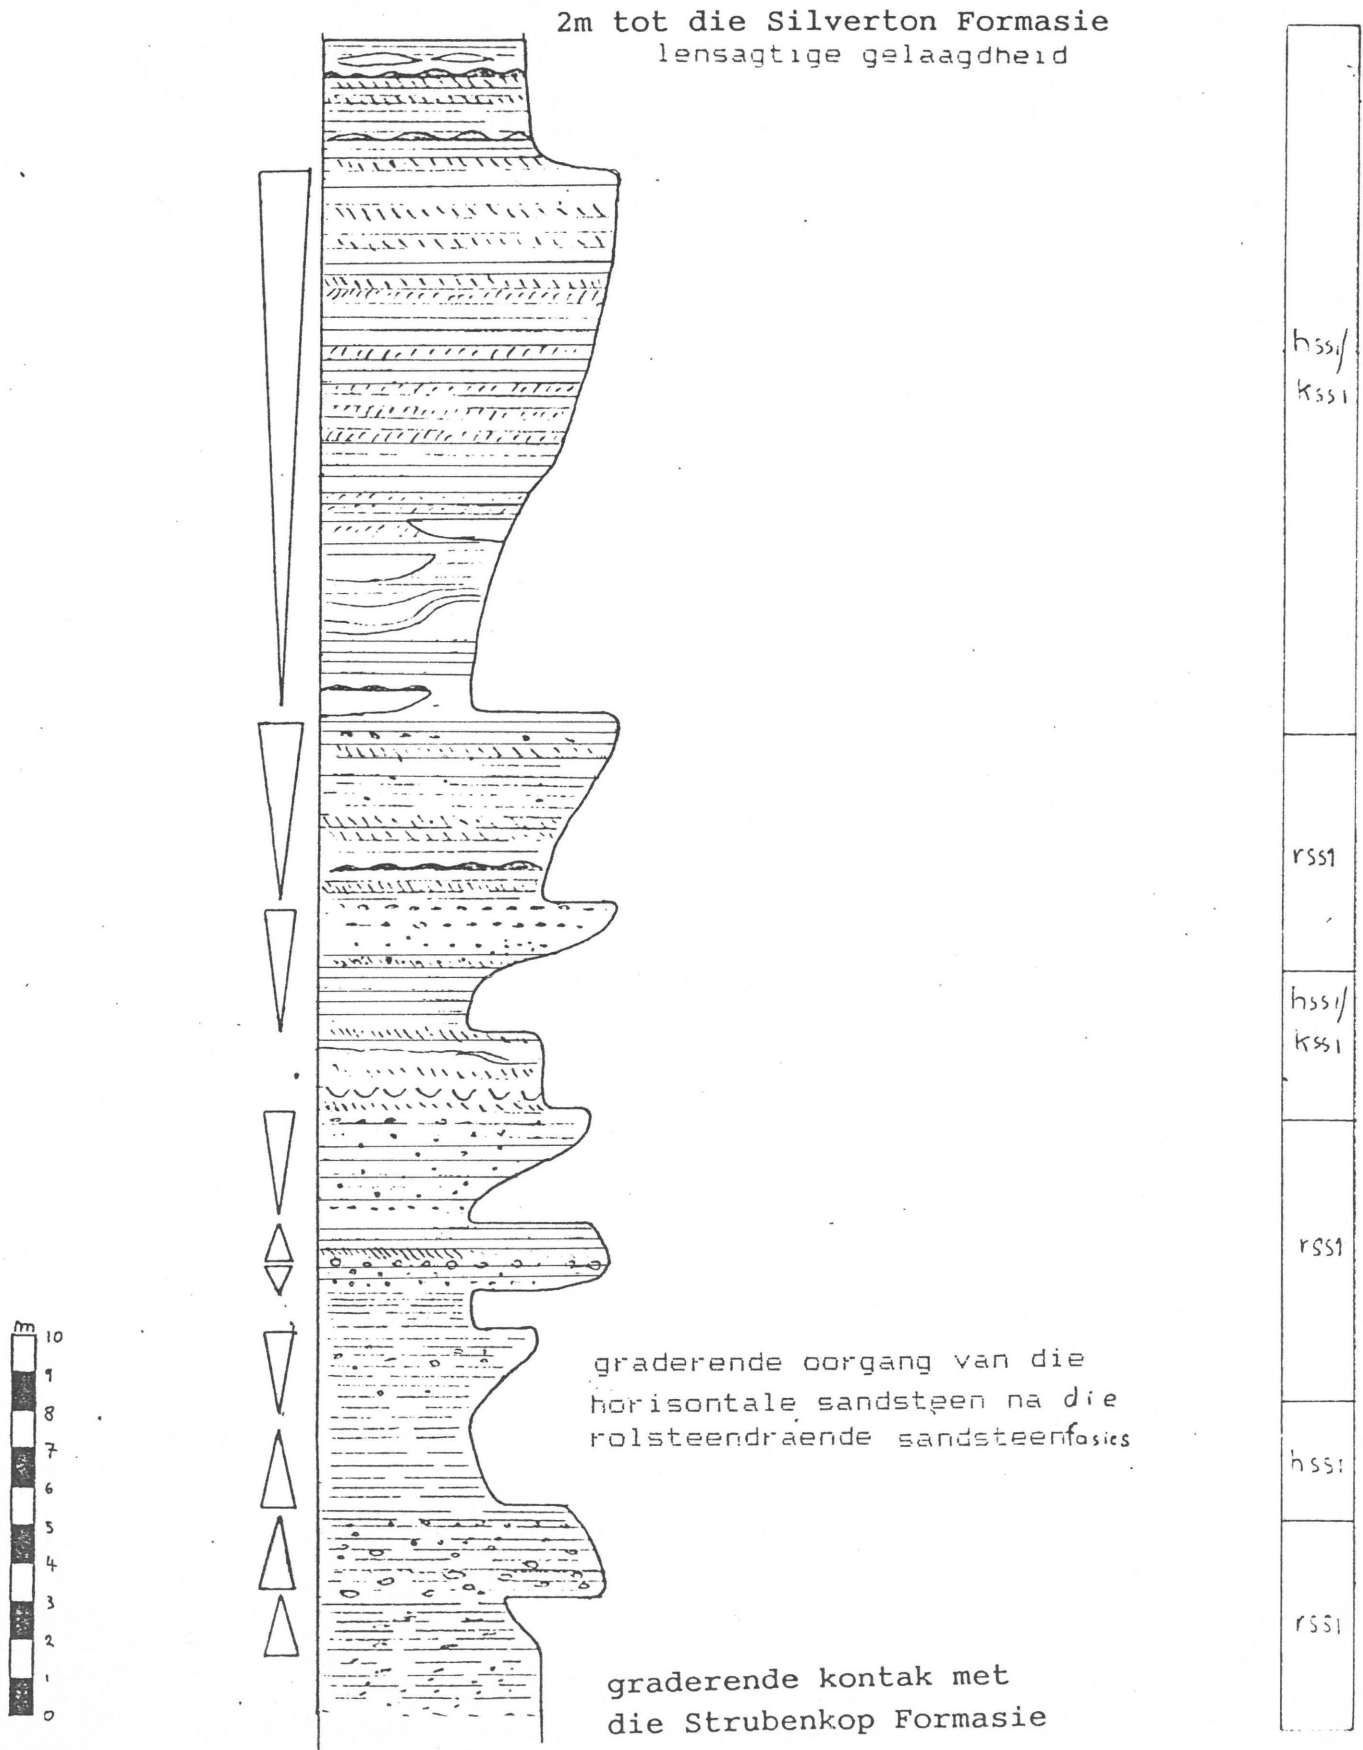 2m tot die Silverton Formasie
lensagtige gelaagdheid
hss1/
kss1
rss1
hss1/
kss1
rss1
m
10
9
8
7
6
5
4
3
2
1
0
graderende oorgang van die
horisontale sandsteen na die
rolsteendraende sandsteenfasies
hss1
rss1
graderende kontak met
die Strubenkop Formasie